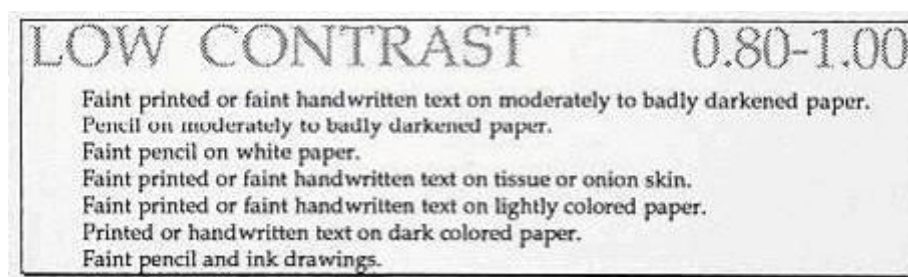 LOW CONTRAST 0.80-1.00
Faint printed or faint handwritten text on moderately to badly darkened paper.
Pencil on moderately to badly darkened paper.
Faint pencil on white paper.
Faint printed or faint handwritten text on tissue or onion skin.
Faint printed or faint handwritten text on lightly colored paper.
Printed or handwritten text on dark colored paper.
Faint pencil and ink drawings.